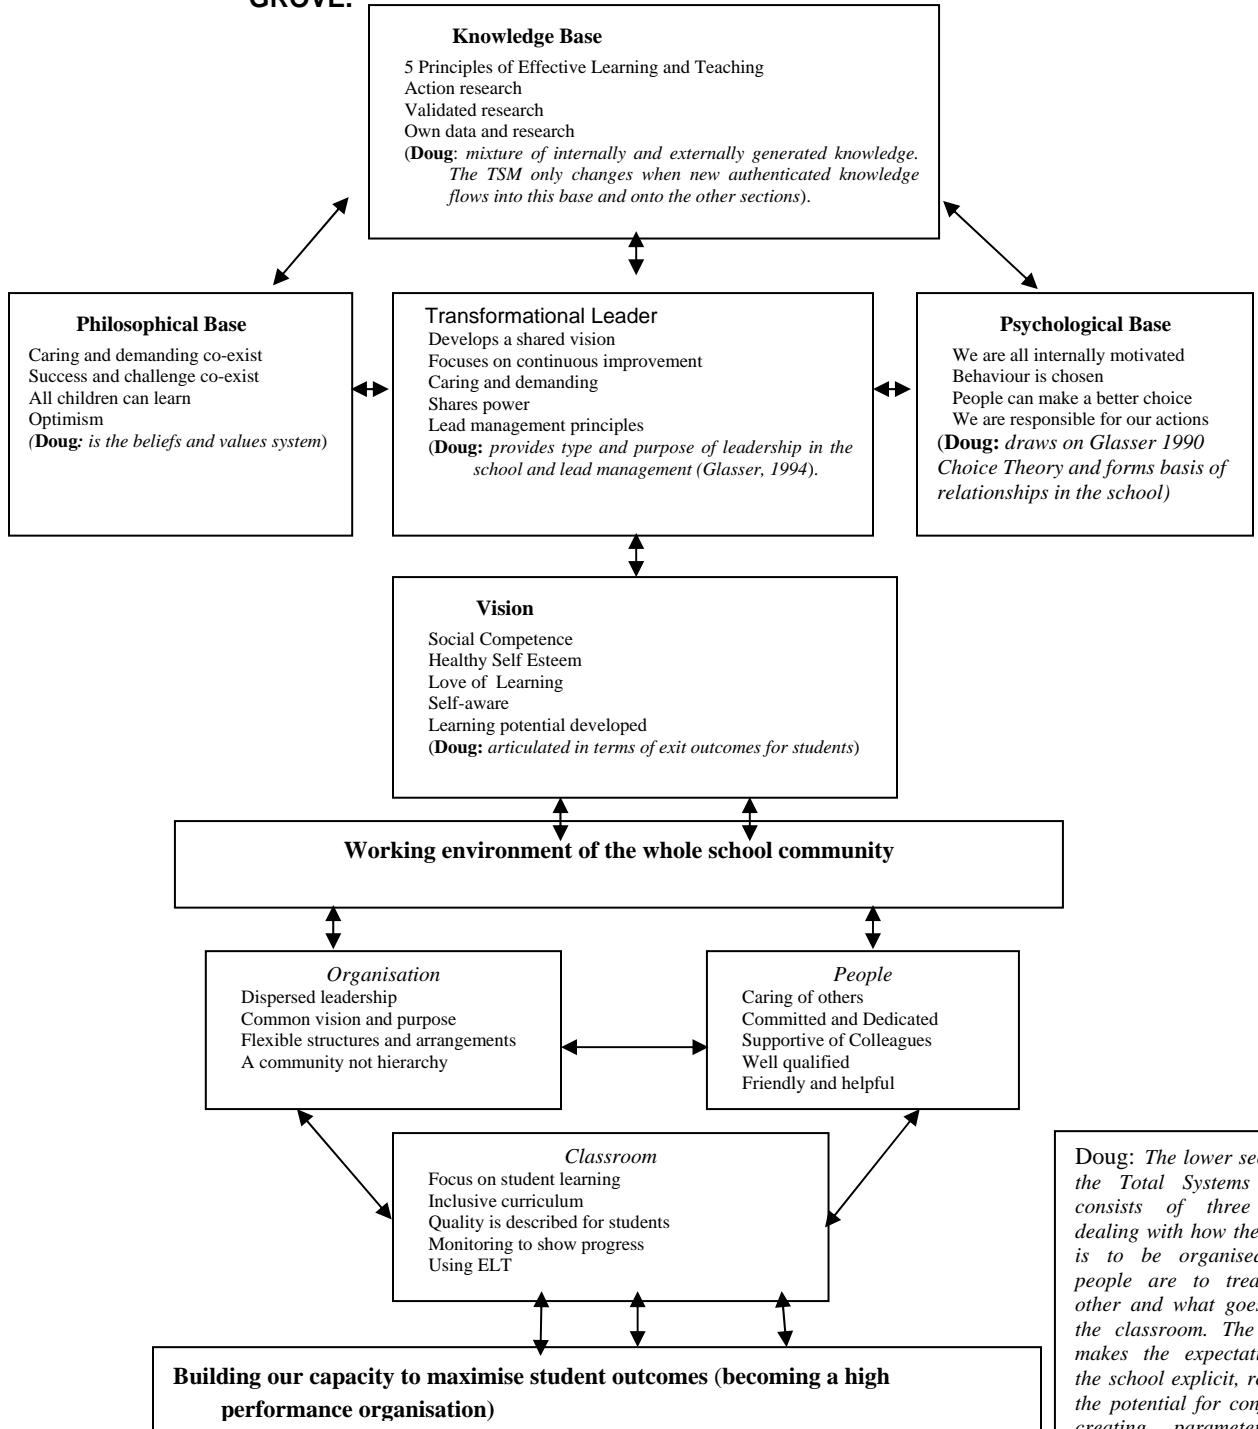 GROVE.
Knowledge Base
5 Principles of Effective Learning and Teaching
Action research
Validated research
Own data and research
(Doug: mixture of internally and externally generated knowledge.
The TSM only changes when new authenticated knowledge
flows into this base and onto the other sections).
Philosophical Base
Caring and demanding co-exist
Success and challenge co-exist
All children can learn
Optimism
(Doug: is the beliefs and values system)
Transformational Leader
Develops a shared vision
Focuses on continuous improvement
Caring and demanding
Shares power
Lead management principles
(Doug: provides type and purpose of leadership in the
school and lead management (Glasser, 1994).
Psychological Base
We are all internally motivated
Behaviour is chosen
People can make a better choice
We are responsible for our actions
(Doug: draws on Glasser 1990
Choice Theory and forms basis of
relationships in the school)
Vision
Social Competence
Healthy Self Esteem
Love of Learning
Self-aware
Learning potential developed
(Doug: articulated in terms of exit outcomes for students)
Working environment of the whole school community
Organisation
Dispersed leadership
Common vision and purpose
Flexible structures and arrangements
A community not hierarchy
People
Caring of others
Committed and Dedicated
Supportive of Colleagues
Well qualified
Friendly and helpful
Classroom
Focus on student learning
Inclusive curriculum
Quality is described for students
Monitoring to show progress
Using ELT
Doug: The lower
the Total Systems
consists of three
dealing with how the
is to be
people are to
other and what
the classroom. The
makes the
the school explicit,
the potential for
creating
Building our capacity to maximise student outcomes (becoming a high
performance organisation)